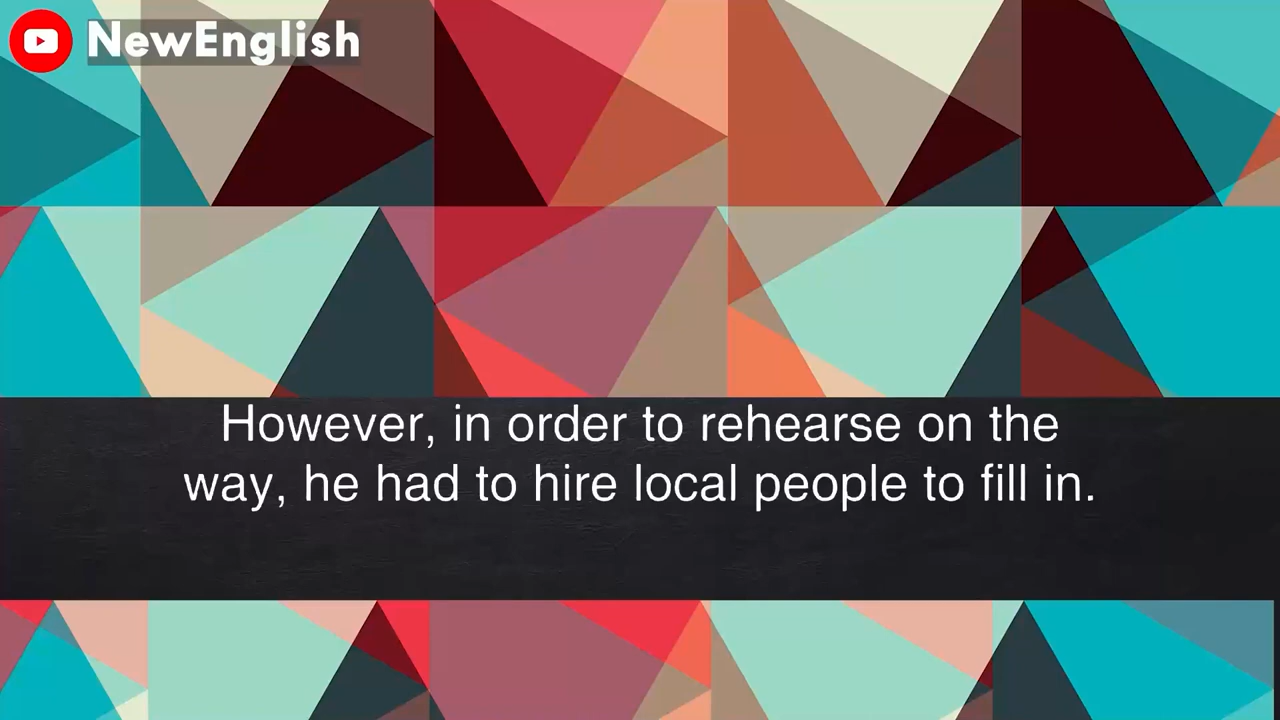 NewEnglish
However, in order to rehearse on the
way, he had to hire local people to fill in.